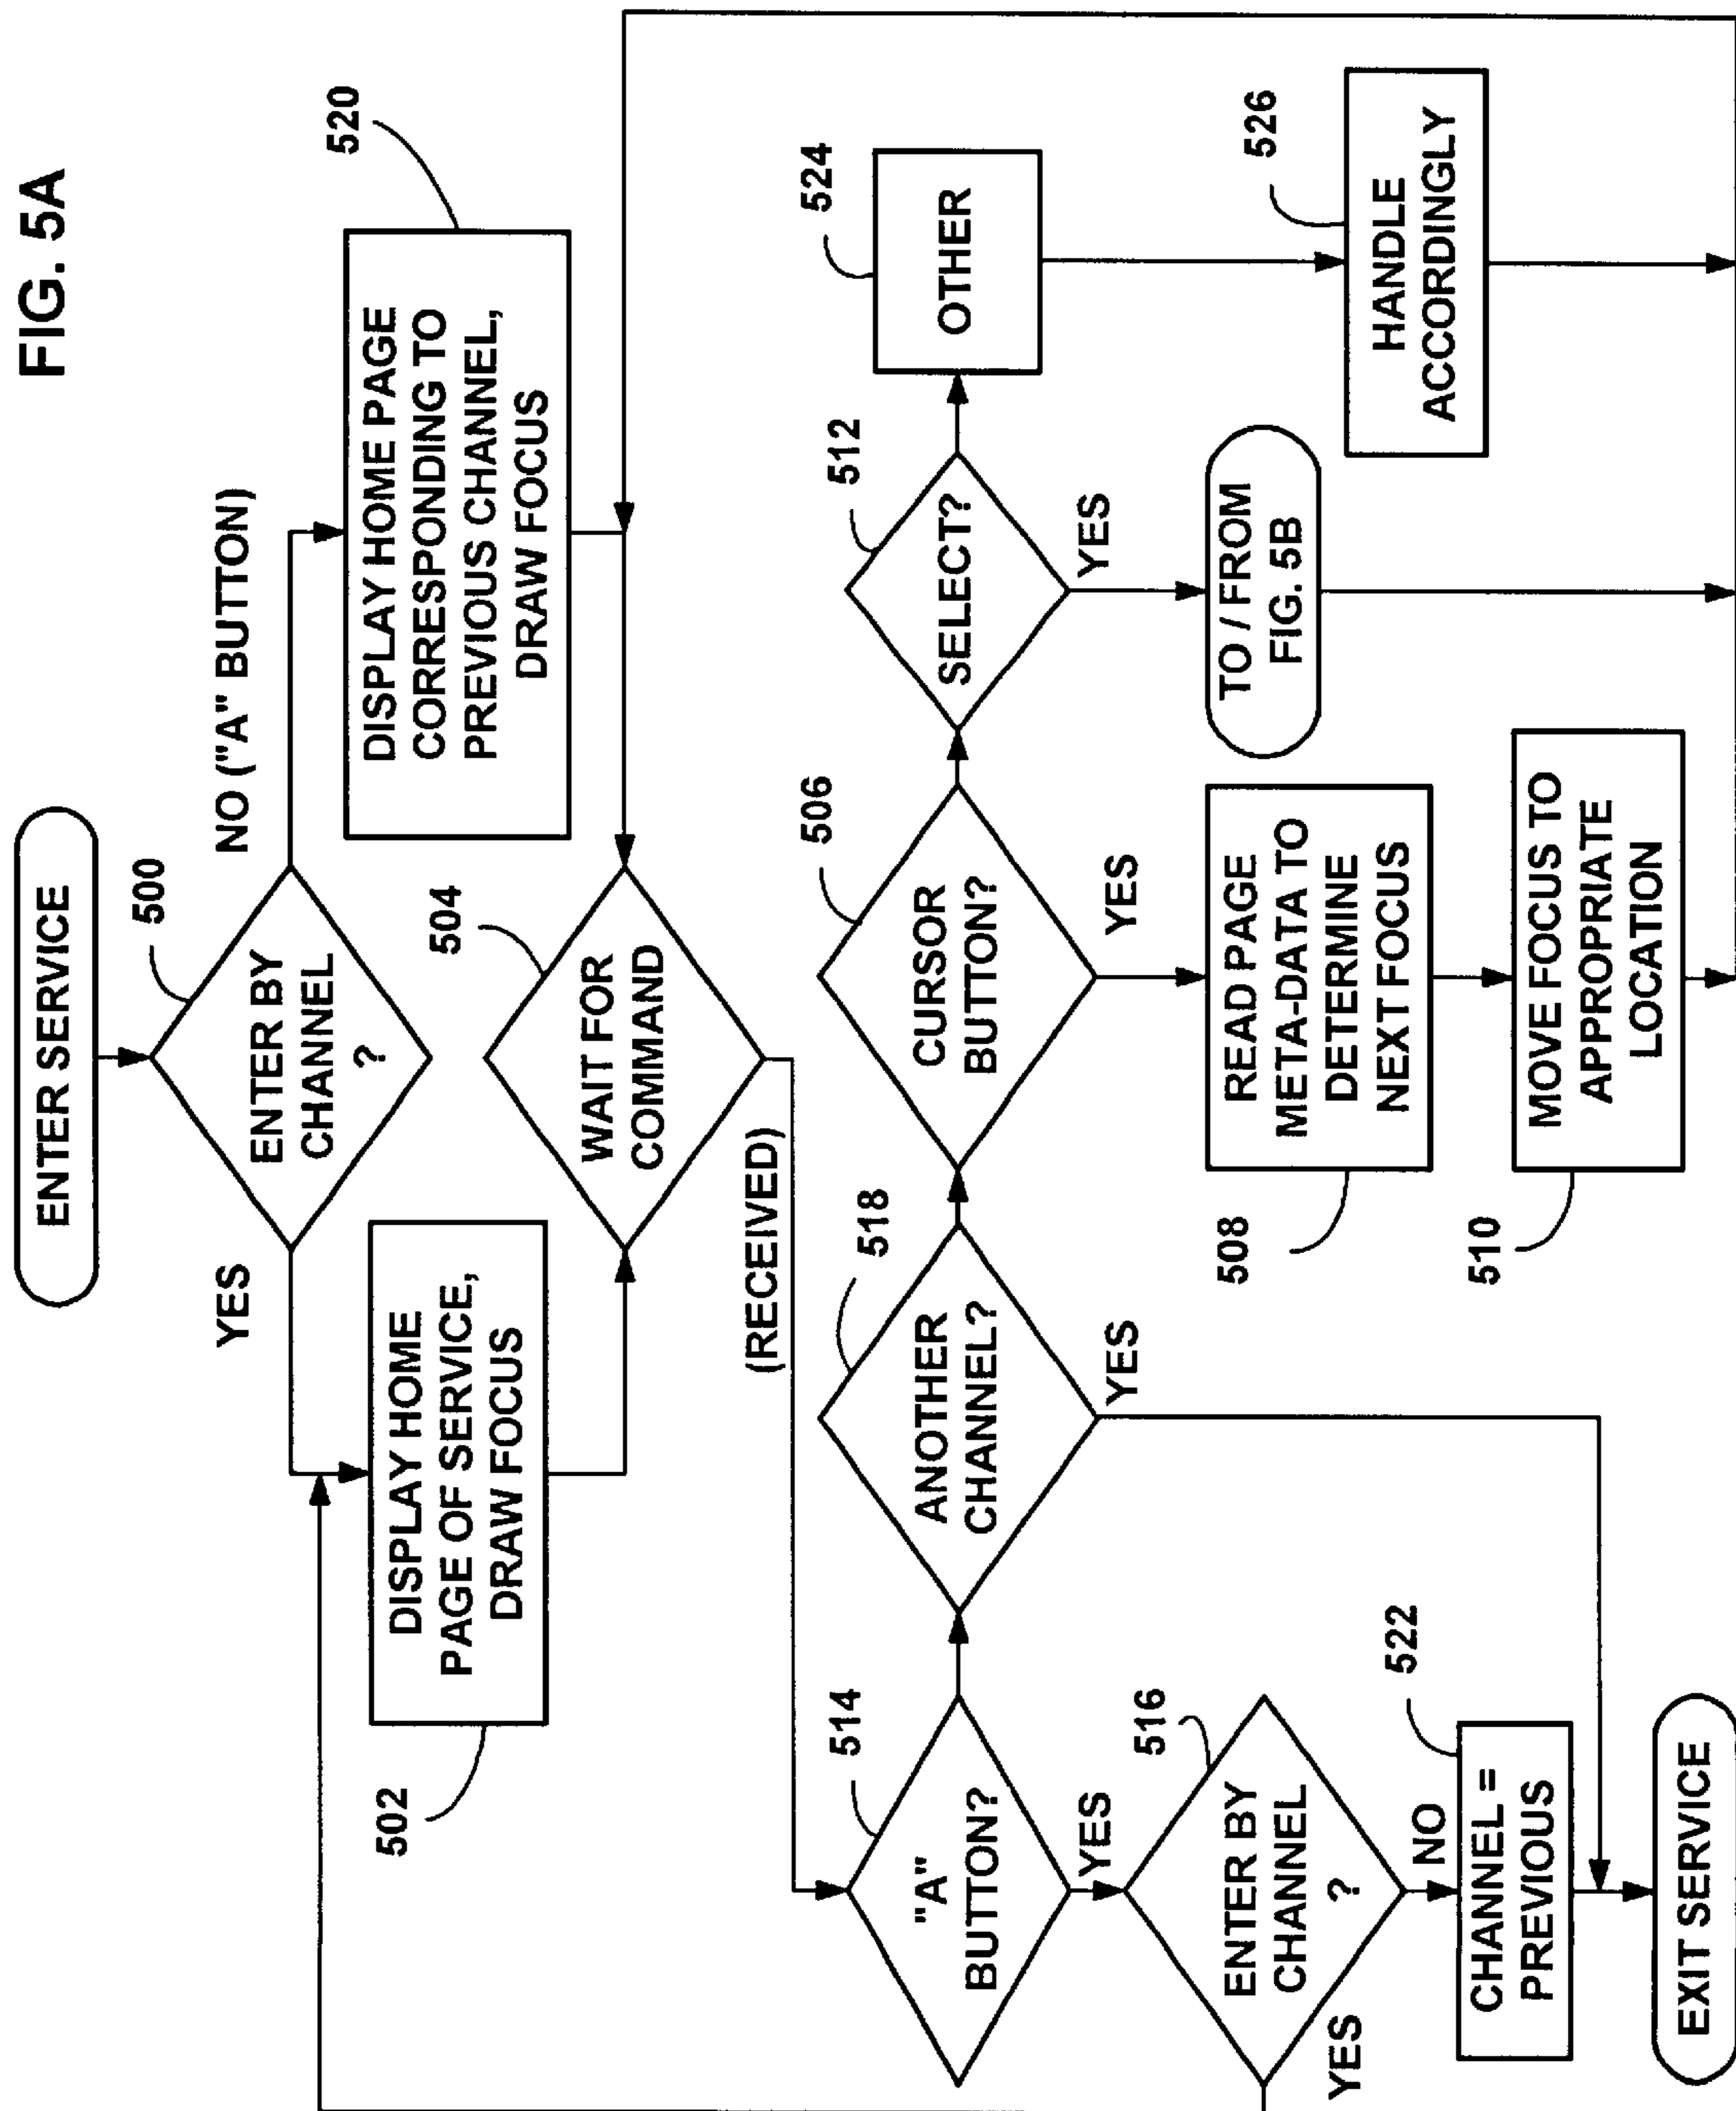 FIG. 5A
ENTER SERVICE
500
ENTER BY
CHANNEL
?
YES
NO ("A" BUTTON)
502
DISPLAY HOME
PAGE OF SERVICE,
DRAW FOCUS
504
WAIT FOR
COMMAND
520
DISPLAY HOME PAGE
CORRESPONDING TO
PREVIOUS CHANNEL,
DRAW FOCUS
(RECEIVED)
514
"A"
BUTTON?
YES
518
ANOTHER
CHANNEL?
YES
506
CURSOR
BUTTON?
YES
512
SELECT?
YES
524
OTHER
516
ENTER BY
CHANNEL
?
YES
NO
508
READ PAGE
META-DATA TO
DETERMINE
NEXT FOCUS
TO / FROM
FIG. 5B
526
HANDLE
ACCORDINGLY
522
CHANNEL =
PREVIOUS
510
MOVE FOCUS TO
APPROPRIATE
LOCATION
EXIT SERVICE